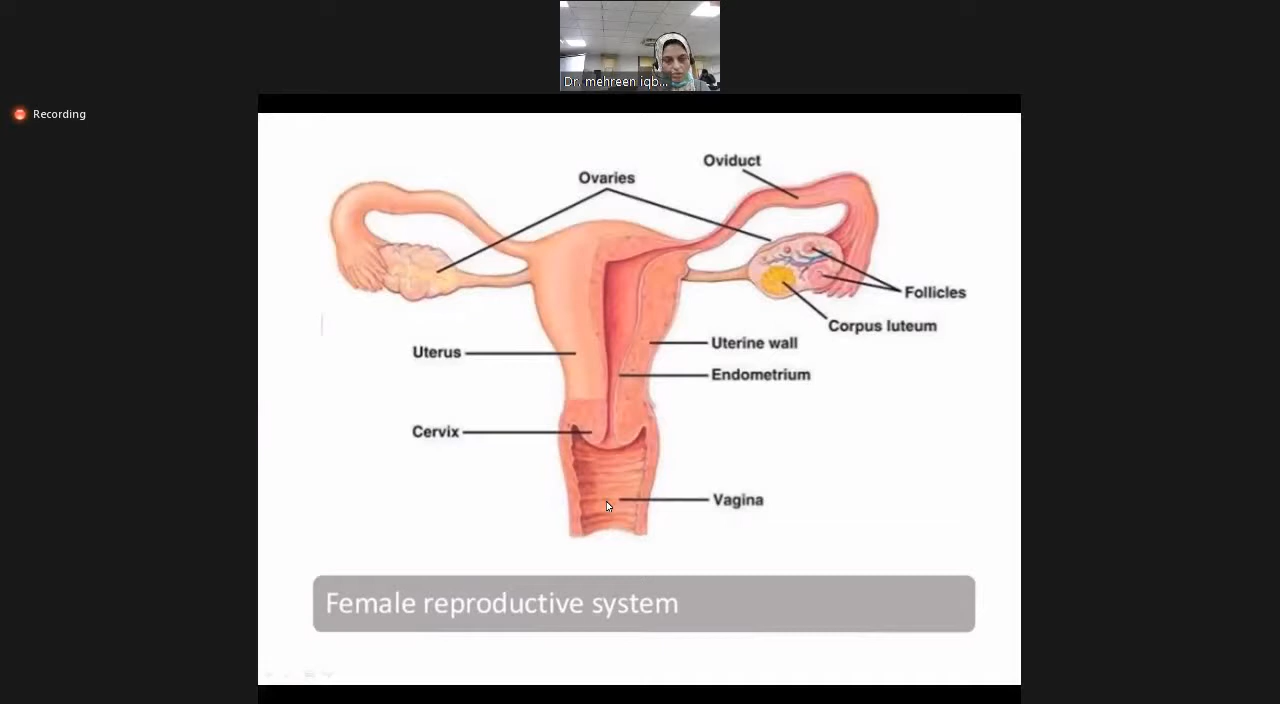 Dr. mehreen iqb...
Recording
Oviduct
Ovaries
Follicles
Corpus luteum
Uterine wall
Uterus
Endometrium
Cervix
Vagina
Female reproductive system